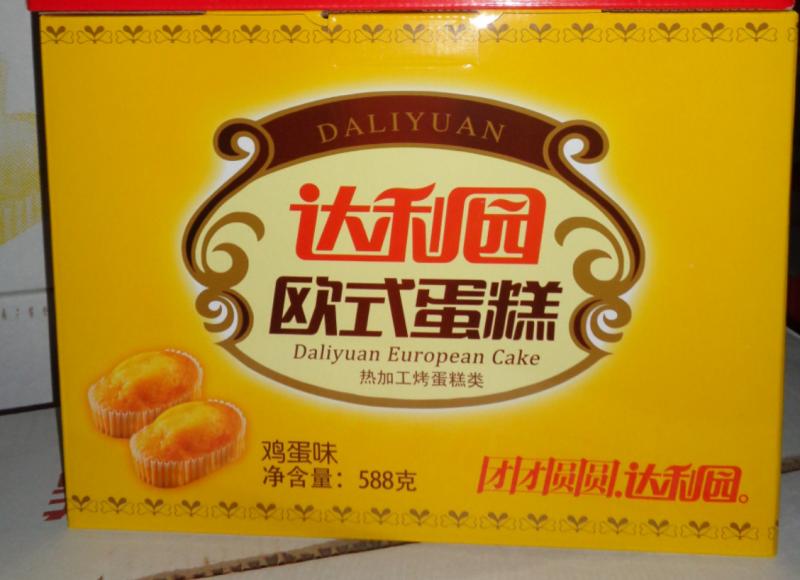 DALIYUAN
达利园
欧式蛋糕
Daliyuan European Cake
热加工烤蛋糕类
鸡蛋味
净含量：588克
团团圆圆.达利园。